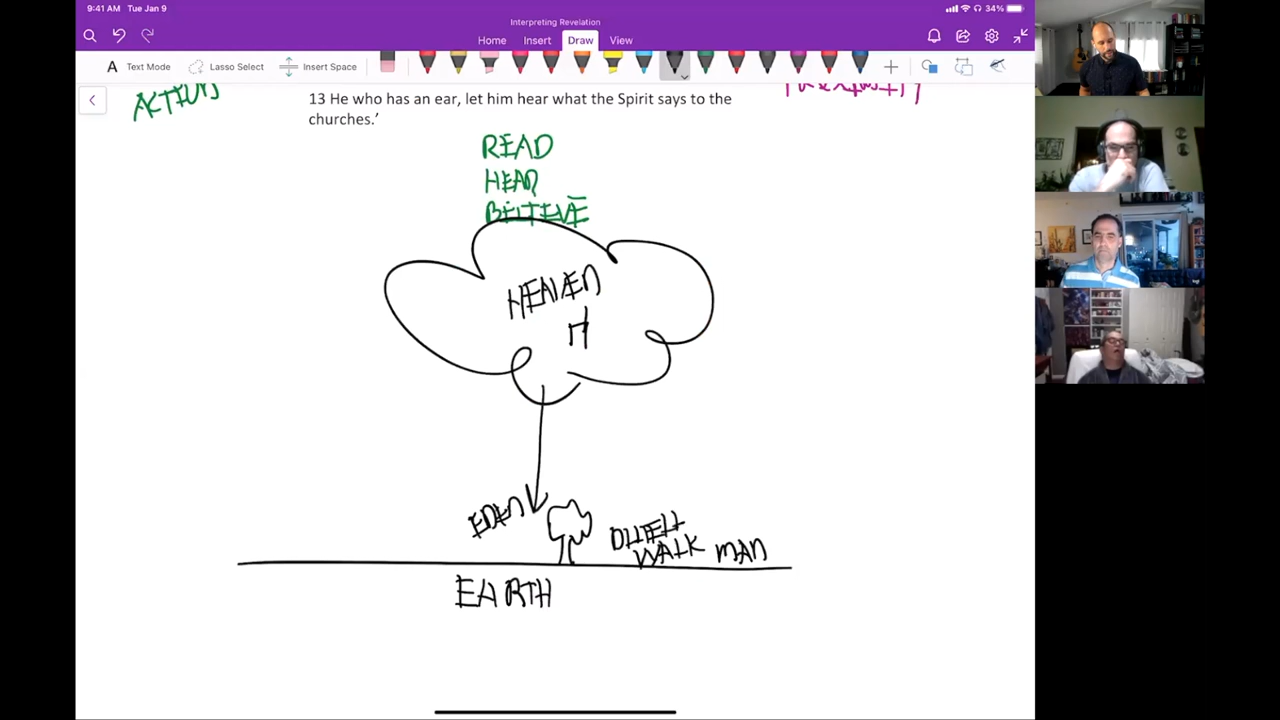 9:41 AM Tue Jan 9
34%
Interpreting Revelation
Home Insert Draw View
A Text Mode Lasso Select Insert Space
ACTIONS
13 He who has an ear, let him hear what the Spirit says to the
churches.’
READ
HEAR
BELIEVE
HEAVEN
EDEN
DWELL
WALK MAN
EARTH